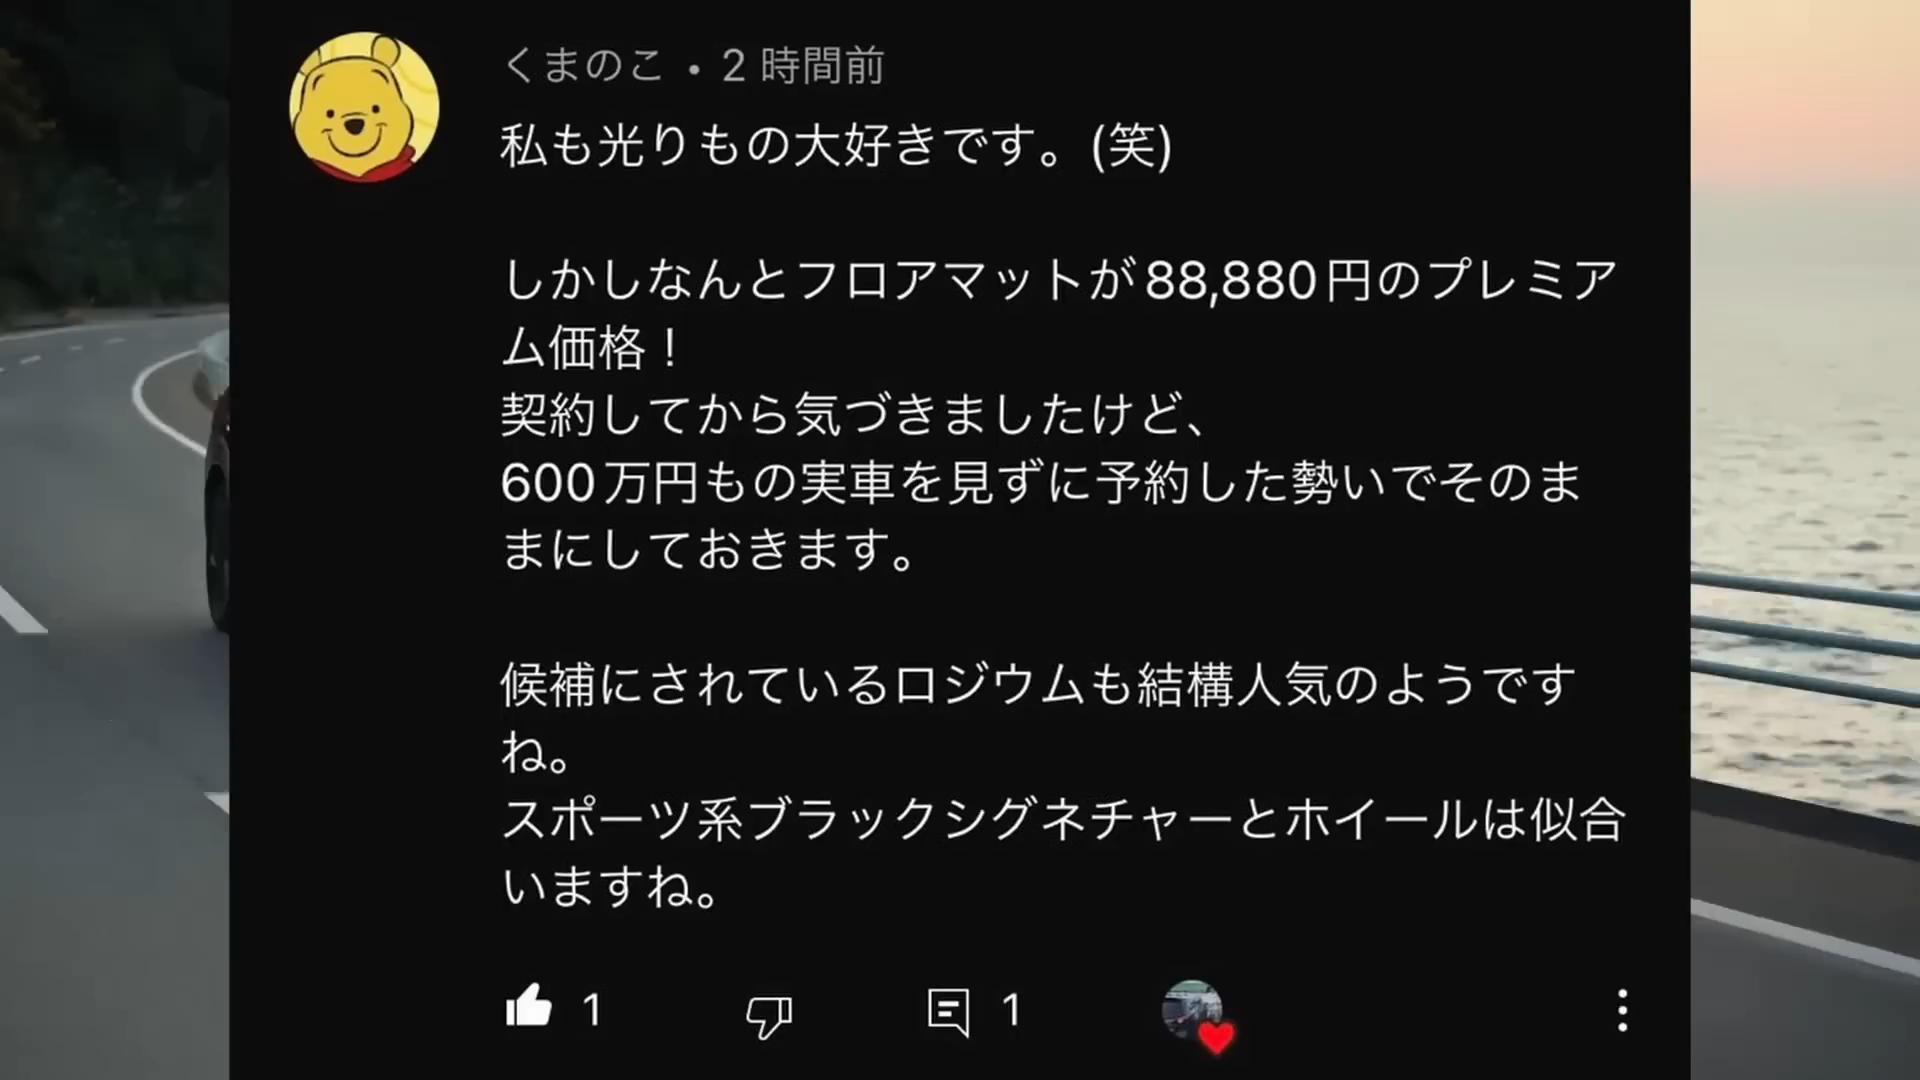 くまのこ • 2 時間前
私も光りもの大好きです。(笑)
しかしなんとフロアマットが88,880円のプレミア
ム価格！
契約してから気づきましたけど、
600万円もの実車を見ずに予約した勢いでそのま
まにしておきます。
候補にされているロジウムも結構人気のようです
ね。
スポーツ系ブラックシグネチャーとホイールは似合
いますね。
1 1